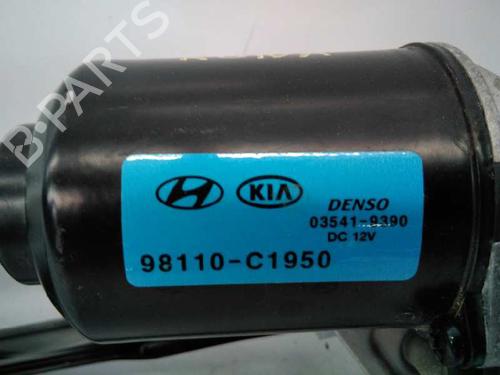 B-PARTS
KIA
DENSO
03541-9390
DC 12V
98110-C1950